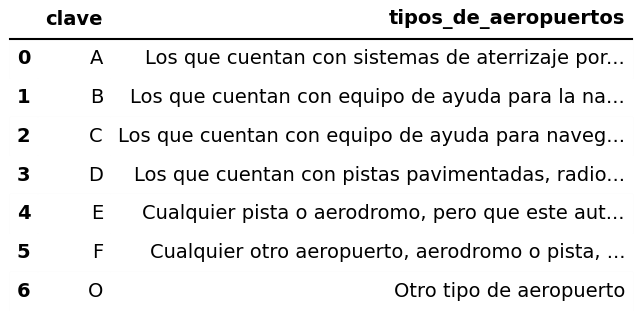 clave tipos_de_aeropuertos
0 A Los que cuentan con sistemas de aterrizaje por...
1 B Los que cuentan con equipo de ayuda para la na...
2 C Los que cuentan con equipo de ayuda para naveg...
3 D Los que cuentan con pistas pavimentadas, radio...
4 E Cualquier pista o aerodromo, pero que este aut...
5 F Cualquier otro aeropuerto, aerodromo o pista, ...
6 O Otro tipo de aeropuerto